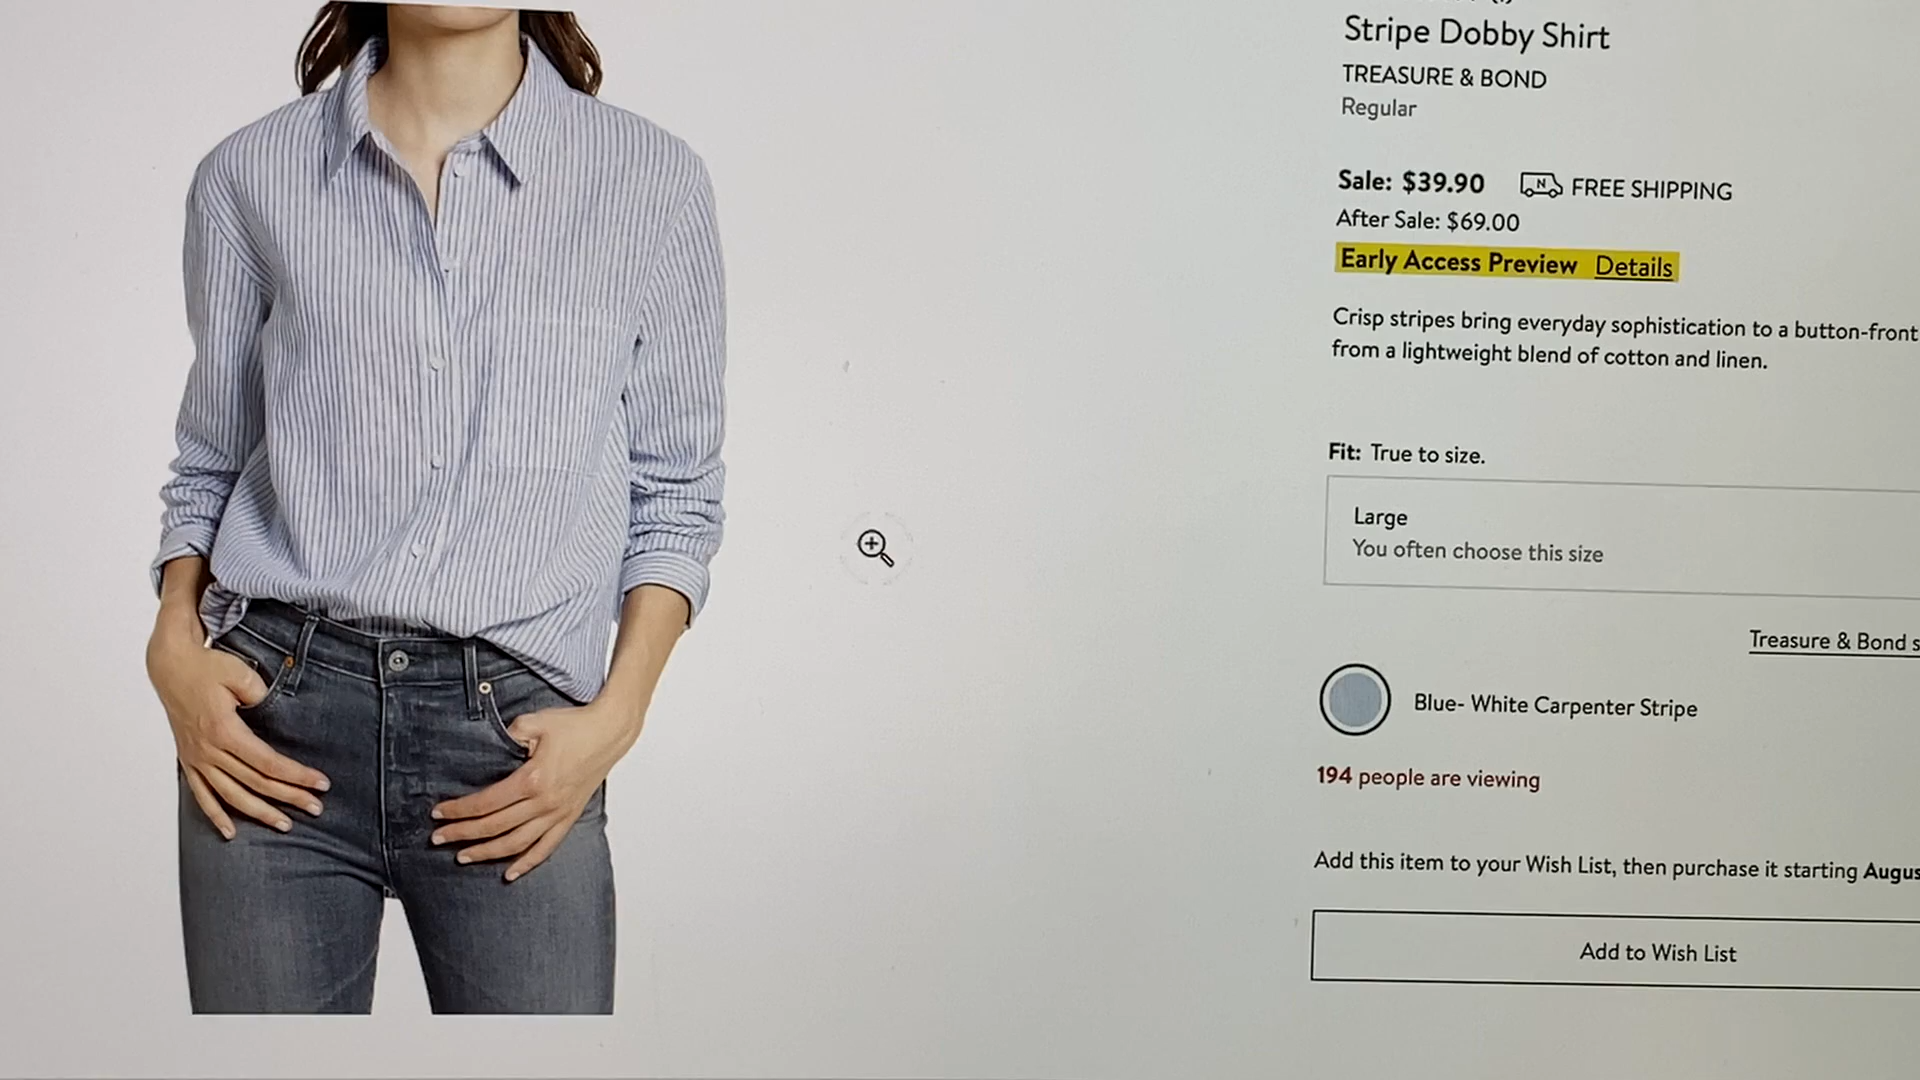 Stripe Dobby Shirt
TREASURE & BOND
Regular
Sale: $39.90 N FREE SHIPPING
After Sale: $69.00
Early Access Preview Details
Crisp stripes bring everyday sophistication to a button-front
from a lightweight blend of cotton and linen.
Fit: True to size.
Large
You often choose this size
Treasure & Bond s
Blue- White Carpenter Stripe
194 people are viewing
Add this item to your Wish List, then purchase it starting Augus
Add to Wish List